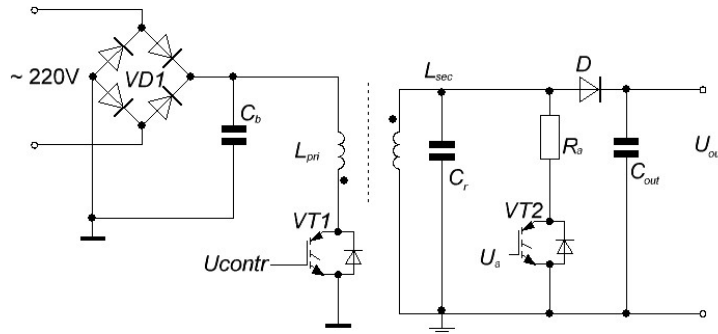 ~ 220V
VD1
C_b
L_pri
VT1
Ucontr
L_sec
C_r
D
R_a
VT2
U_a
C_out
U_ou